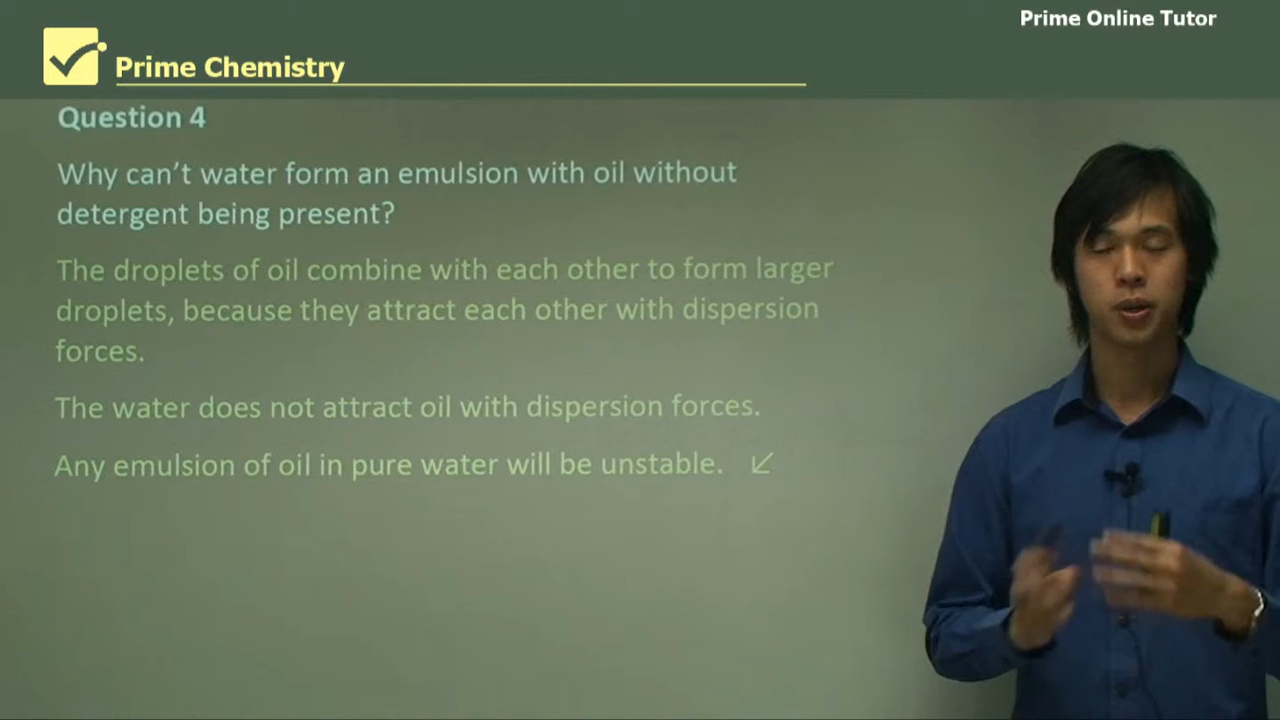 Prime Online Tutor
Prime Chemistry
Question 4
Why can't water form an emulsion with oil without
detergent being present?
The droplets of oil combine with each other to form larger
droplets, because they attract each other with dispersion
forces.
The water does not attract oil with dispersion forces.
Any emulsion of oil in pure water will be unstable.